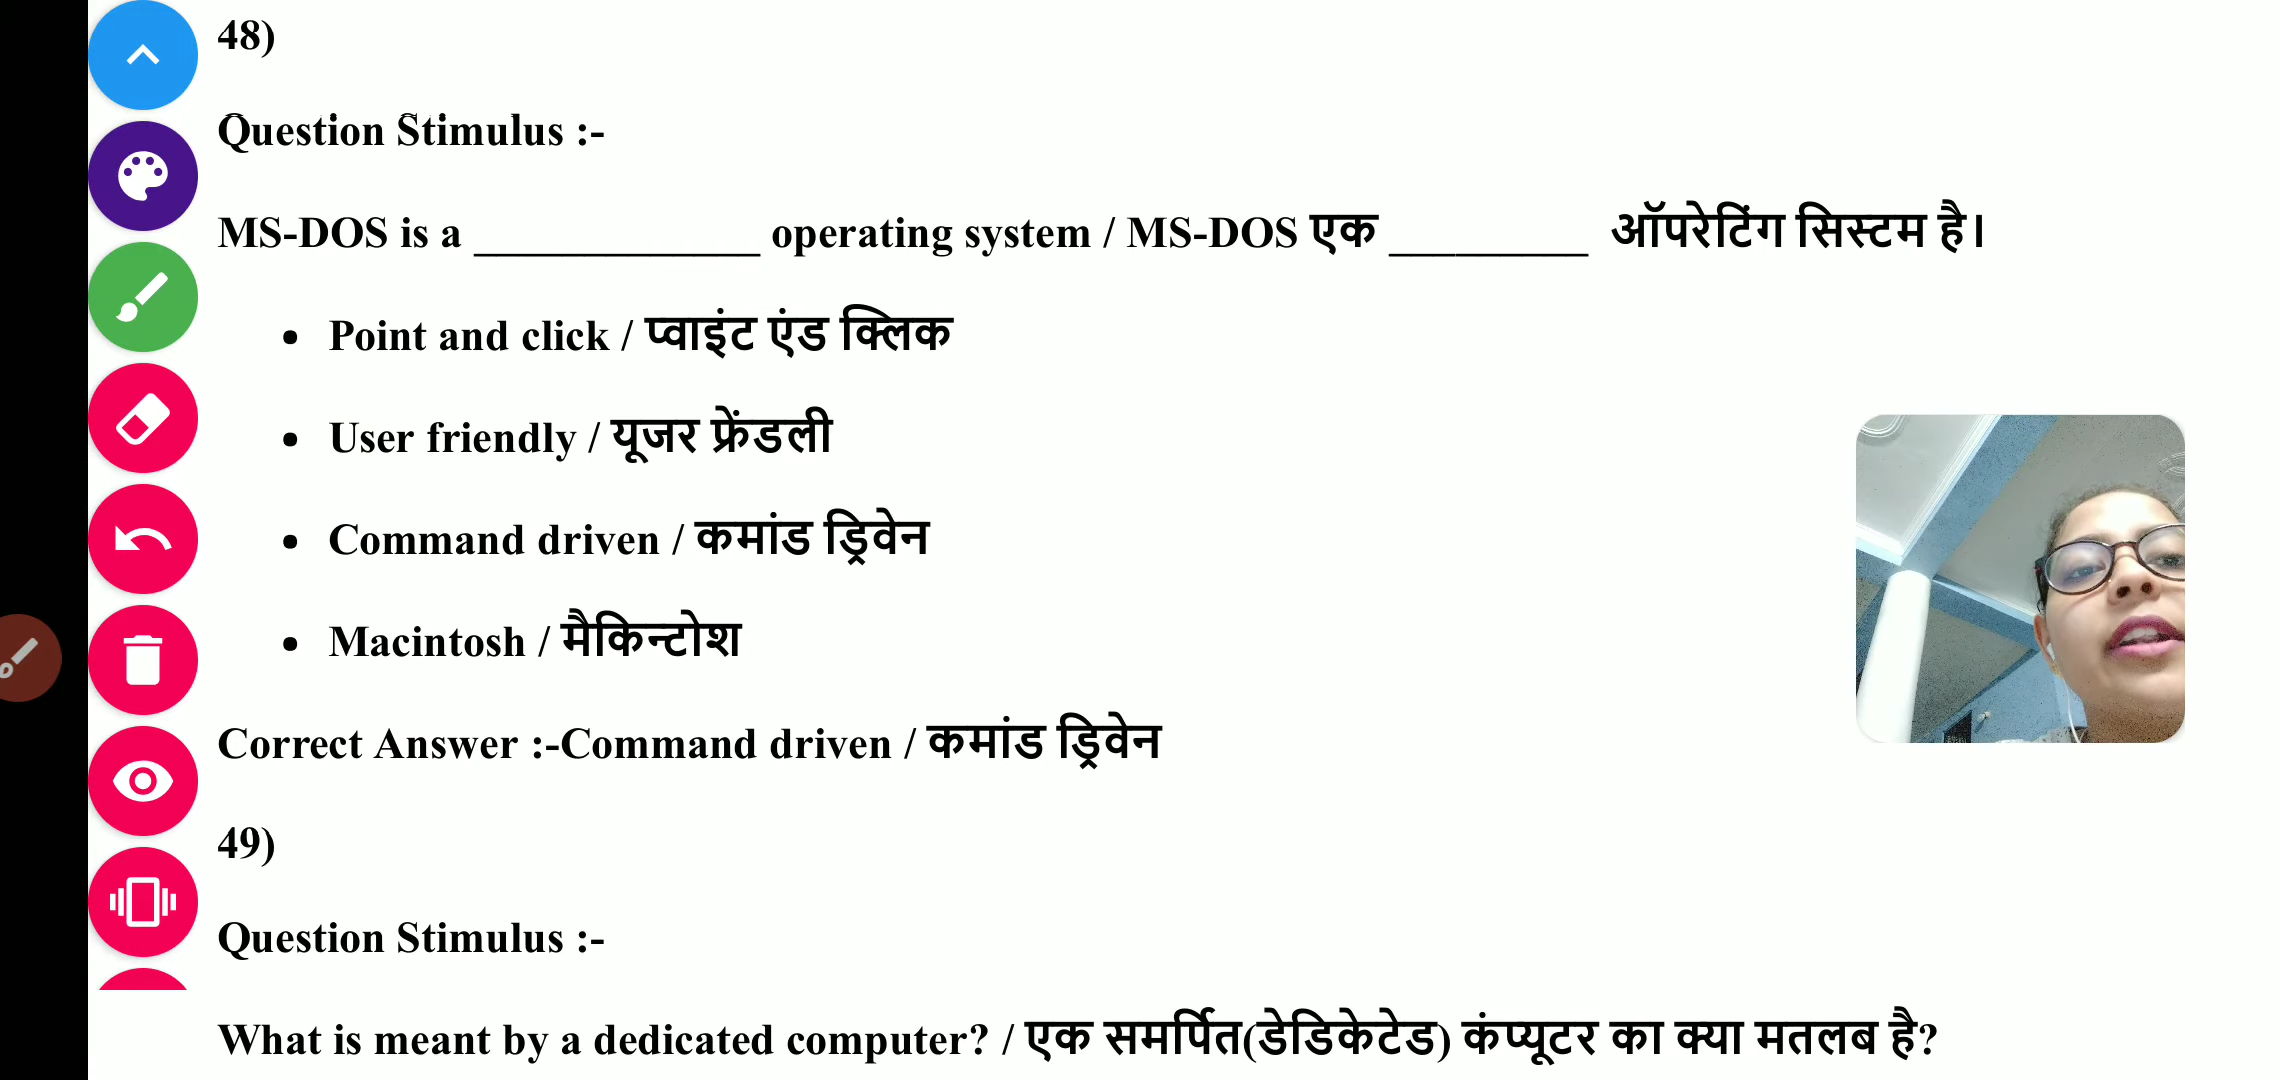 48)
Question Stimulus :-
MS-DOS is a _____________ operating system / MS-DOS एक _________ ऑपरेटिंग सिस्टम है।
• Point and click / प्वाइंट एंड क्लिक
• User friendly / यूजर फ्रेंडली
• Command driven / कमांड ड्रिवेन
• Macintosh / मैकिन्टोश
Correct Answer :-Command driven / कमांड ड्रिवेन
49)
Question Stimulus :-
What is meant by a dedicated computer? / एक समर्पित(डेडिकेटेड) कंप्यूटर का क्या मतलब है?